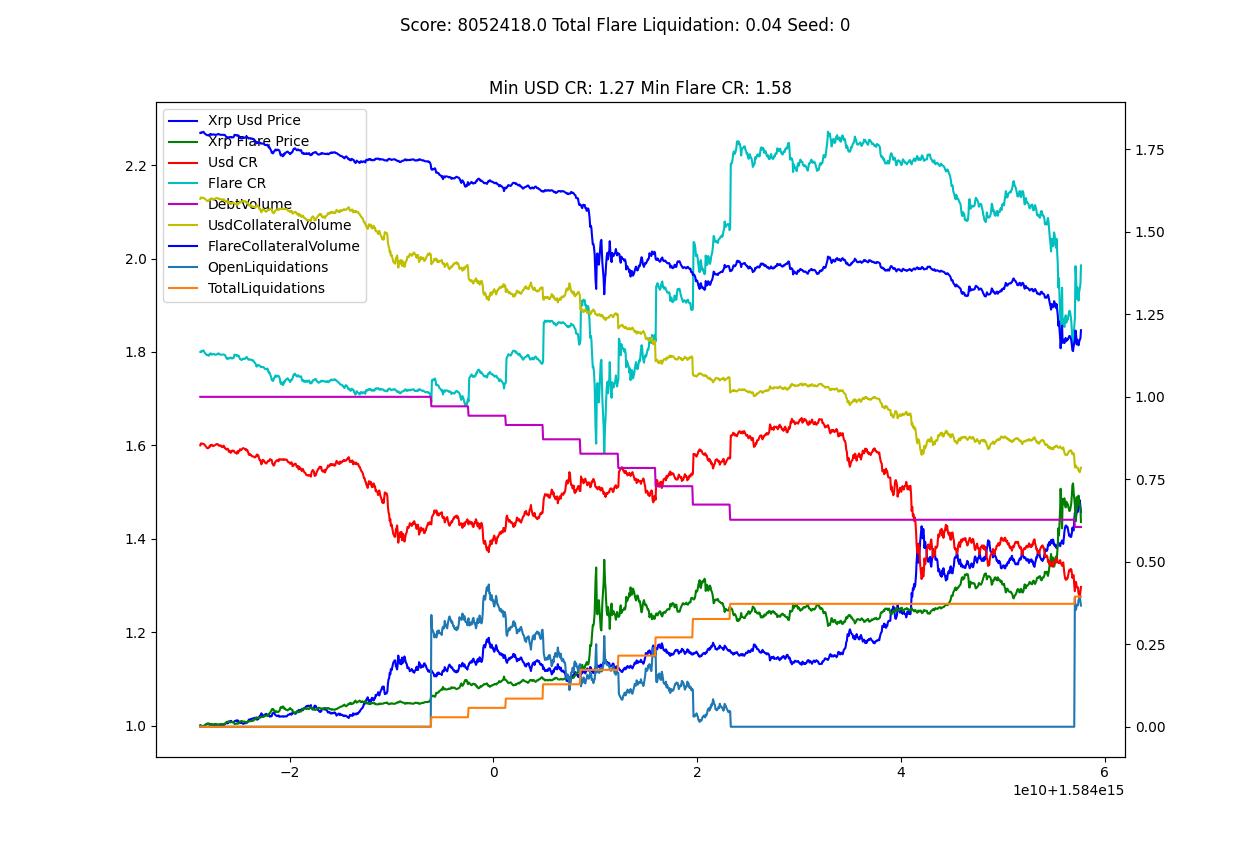 Score: 8052418.0 Total Flare Liquidation: 0.04 Seed: 0
Min USD CR: 1.27 Min Flare CR: 1.58
Xrp Usd Price
Xrp Flare Price
Usd CR
Flare CR
DebtVolume
UsdCollateralVolume
FlareCollateralVolume
OpenLiquidations
TotalLiquidations
2.2
2.0
1.8
1.6
1.4
1.2
1.0
1.75
1.50
1.25
1.00
0.75
0.50
0.25
0.00
−2 0 2 4 6
1e10+1.584e15